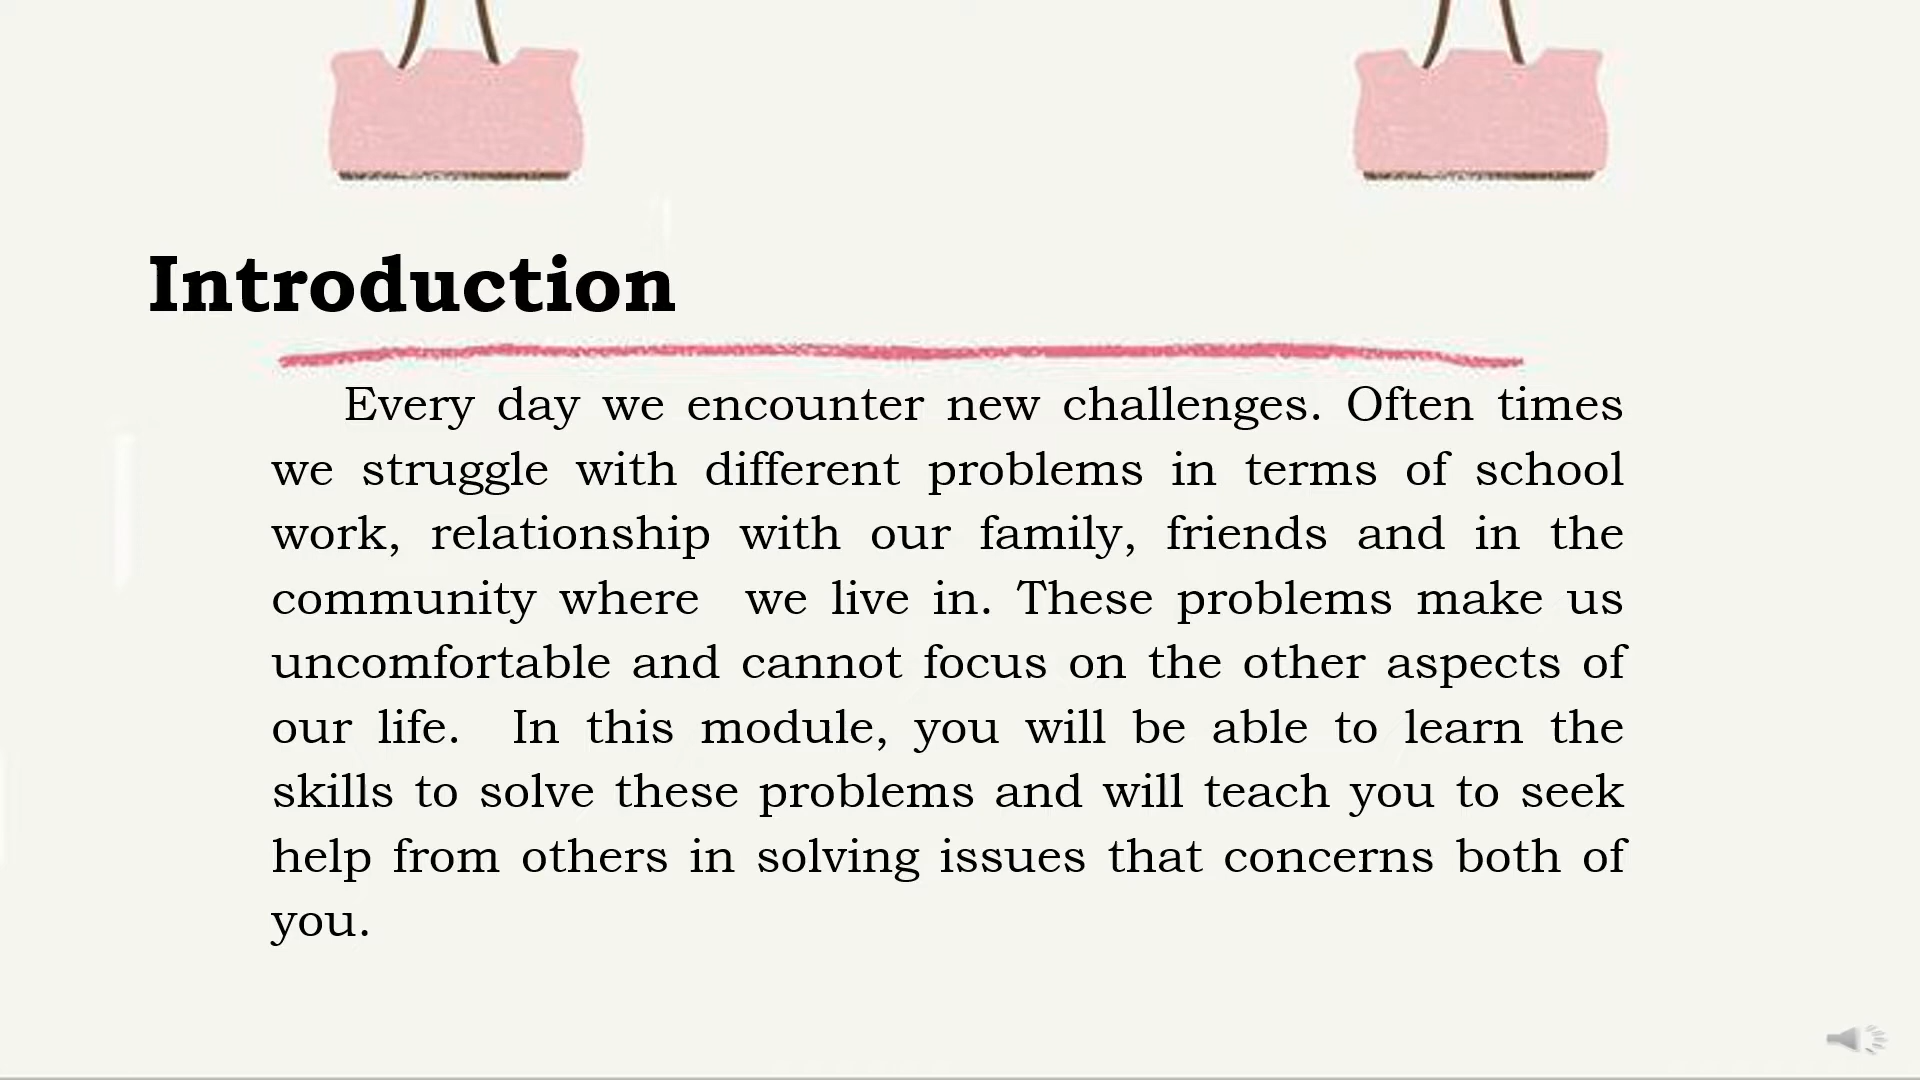 Introduction
Every day we encounter new challenges. Often times
we struggle with different problems in terms of school
work, relationship with our family, friends and in the
community where  we live in. These problems make us
uncomfortable and cannot focus on the other aspects of
our life.  In this module, you will be able to learn the
skills to solve these problems and will teach you to seek
help from others in solving issues that concerns both of
you.